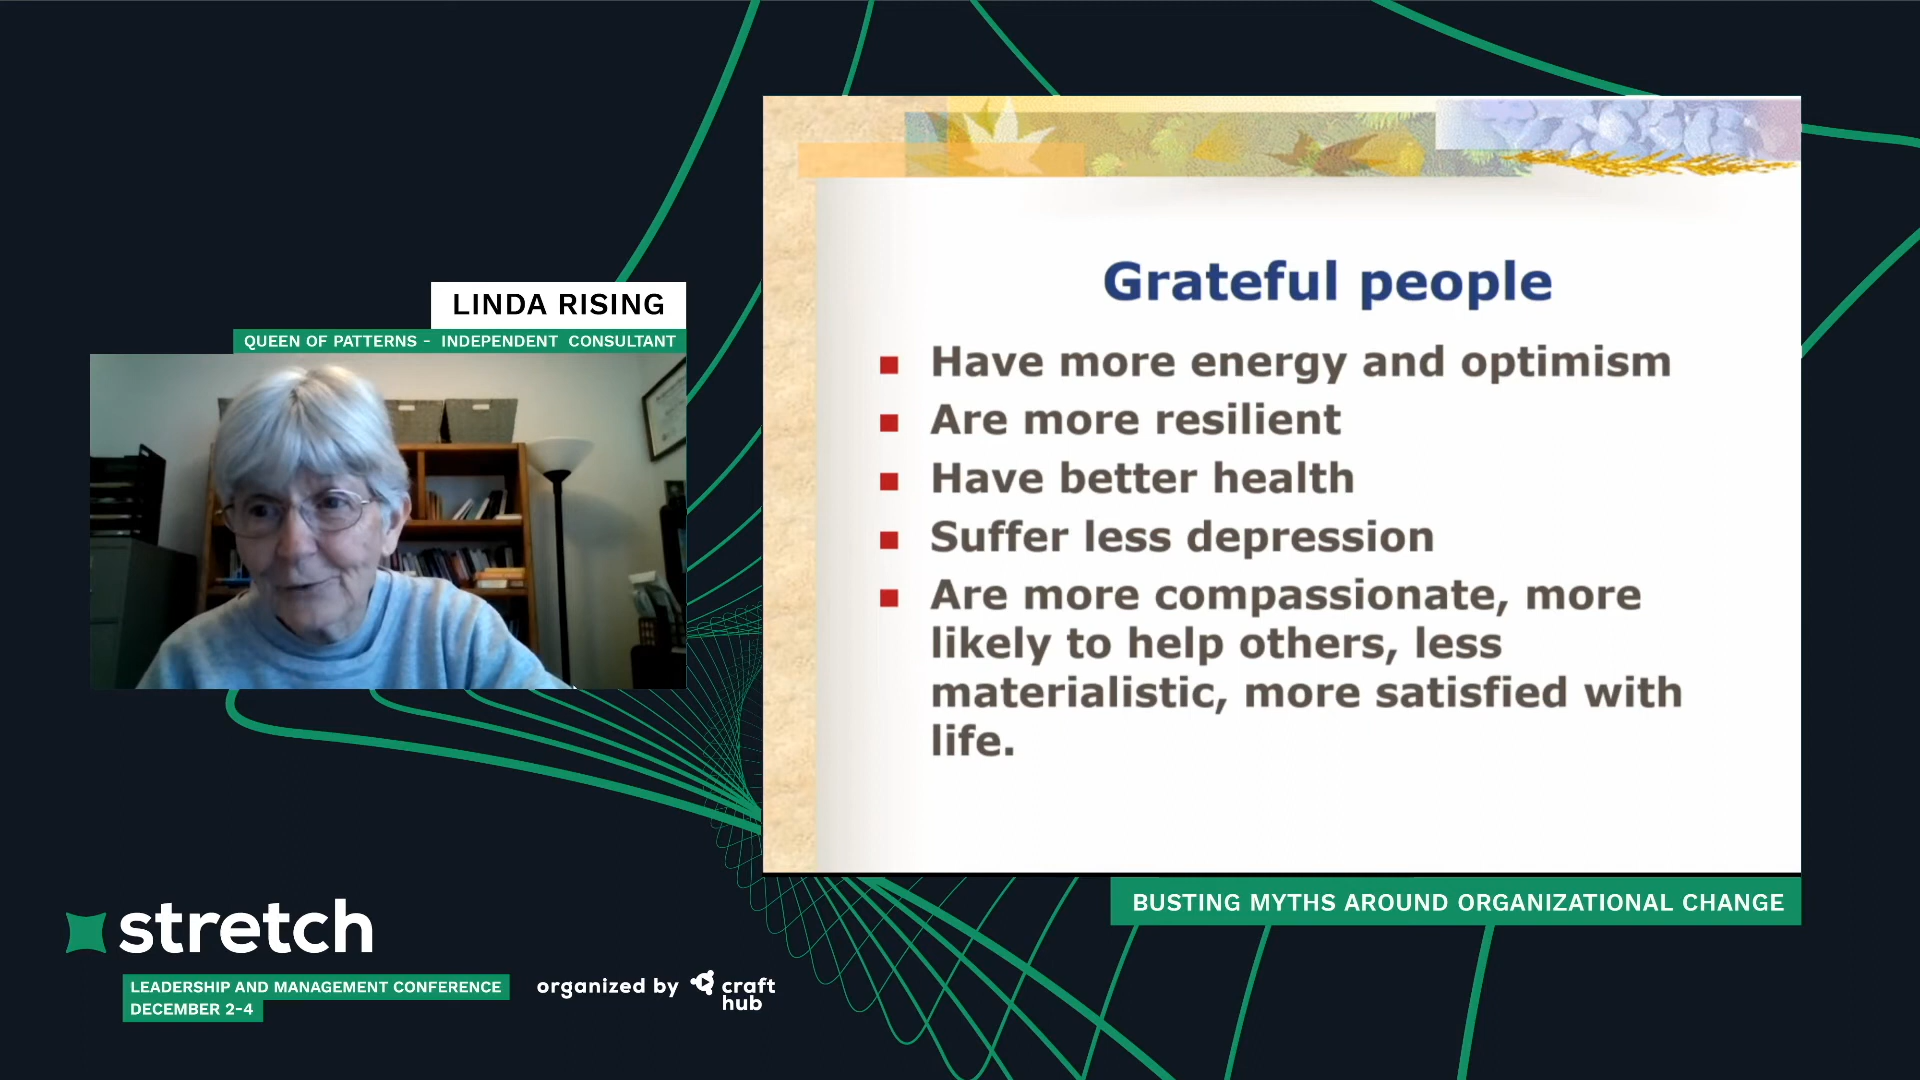 LINDA RISING
QUEEN OF PATTERNS - INDEPENDENT CONSULTANT
Grateful people
Have more energy and optimism
Are more resilient
Have better health
Suffer less depression
Are more compassionate, more
likely to help others, less
materialistic, more satisfied with
life.
BUSTING MYTHS AROUND ORGANIZATIONAL CHANGE
stretch
LEADERSHIP AND MANAGEMENT CONFERENCE
DECEMBER 2-4
organized by craft
hub